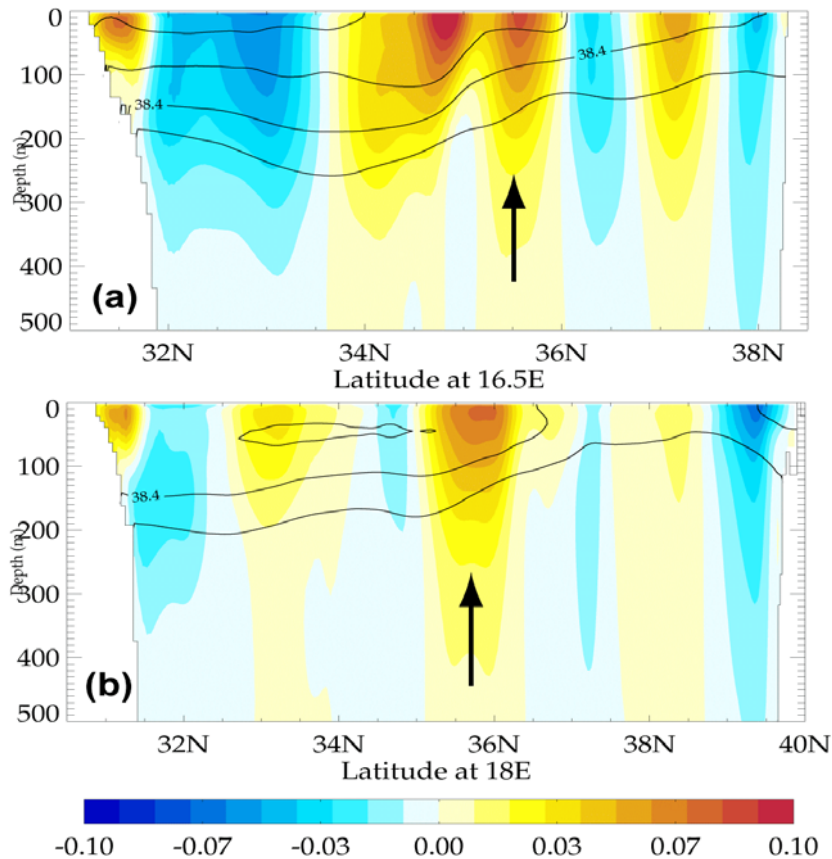 0
100
200
300
400
500
Depth (m)
38.4
38.4
(a)
32N 34N 36N 38N
Latitude at 16.5E
0
100
200
300
400
500
Depth (m)
38.4
(b)
32N 34N 36N 38N 40N
Latitude at 18E
-0.10 -0.07 -0.03 0.00 0.03 0.07 0.10